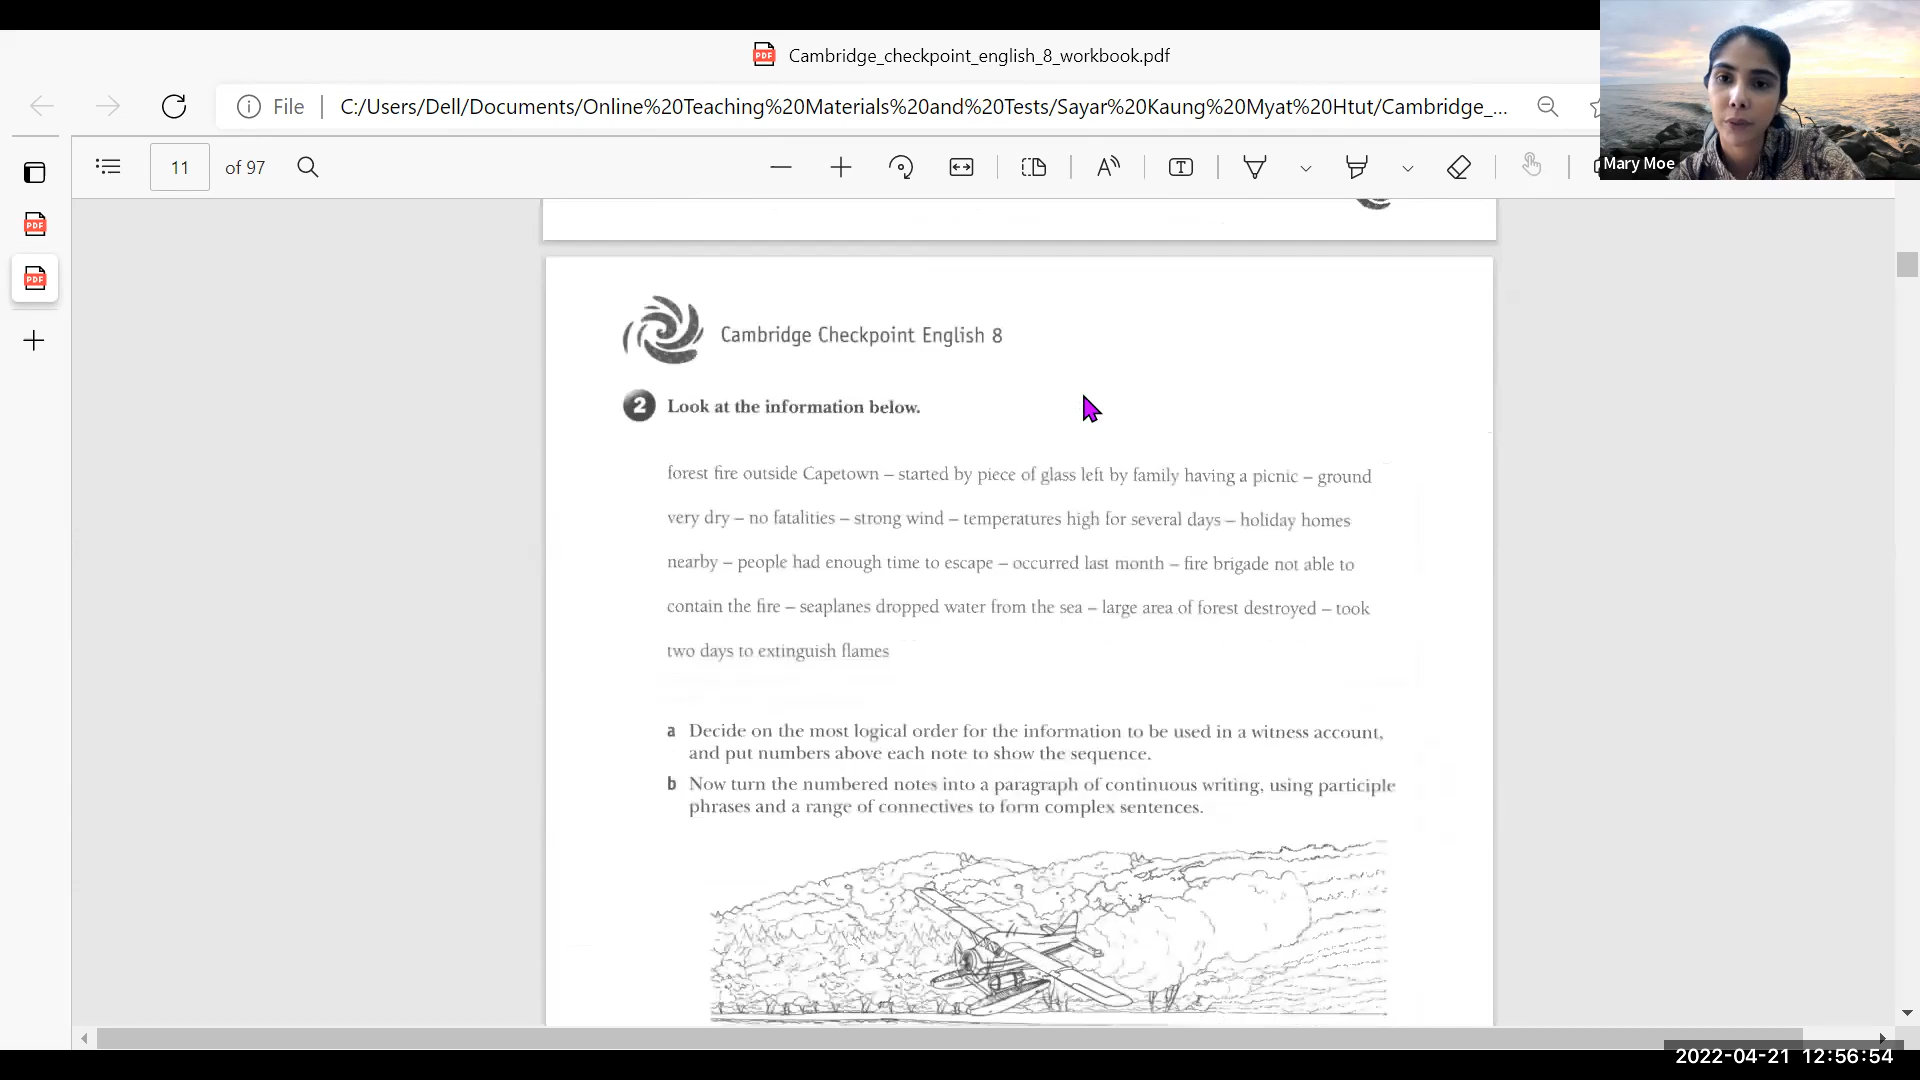 Cambridge_checkpoint_english_8_workbook.pdf
File
C:/Users/Dell/Documents/Online%20Teaching%20Materials%20and%20Tests/Sayar%20Kaung%20Myat%20Htut/Cambridge_...
Mary Moe
11 of 97
Cambridge Checkpoint English 8
2 Look at the information below.
forest fire outside Capetown – started by piece of glass left by family having a picnic – ground
very dry – no fatalities – strong wind – temperatures high for several days – holiday homes
nearby – people had enough time to escape – occurred last month – fire brigade not able to
contain the fire – seaplanes dropped water from the sea – large area of forest destroyed – took
two days to extinguish flames
a Decide on the most logical order for the information to be used in a witness account,
and put numbers above each note to show the sequence.
b Now turn the numbered notes into a paragraph of continuous writing, using participle
phrases and a range of connectives to form complex sentences.
2022-04-21 12:56:54